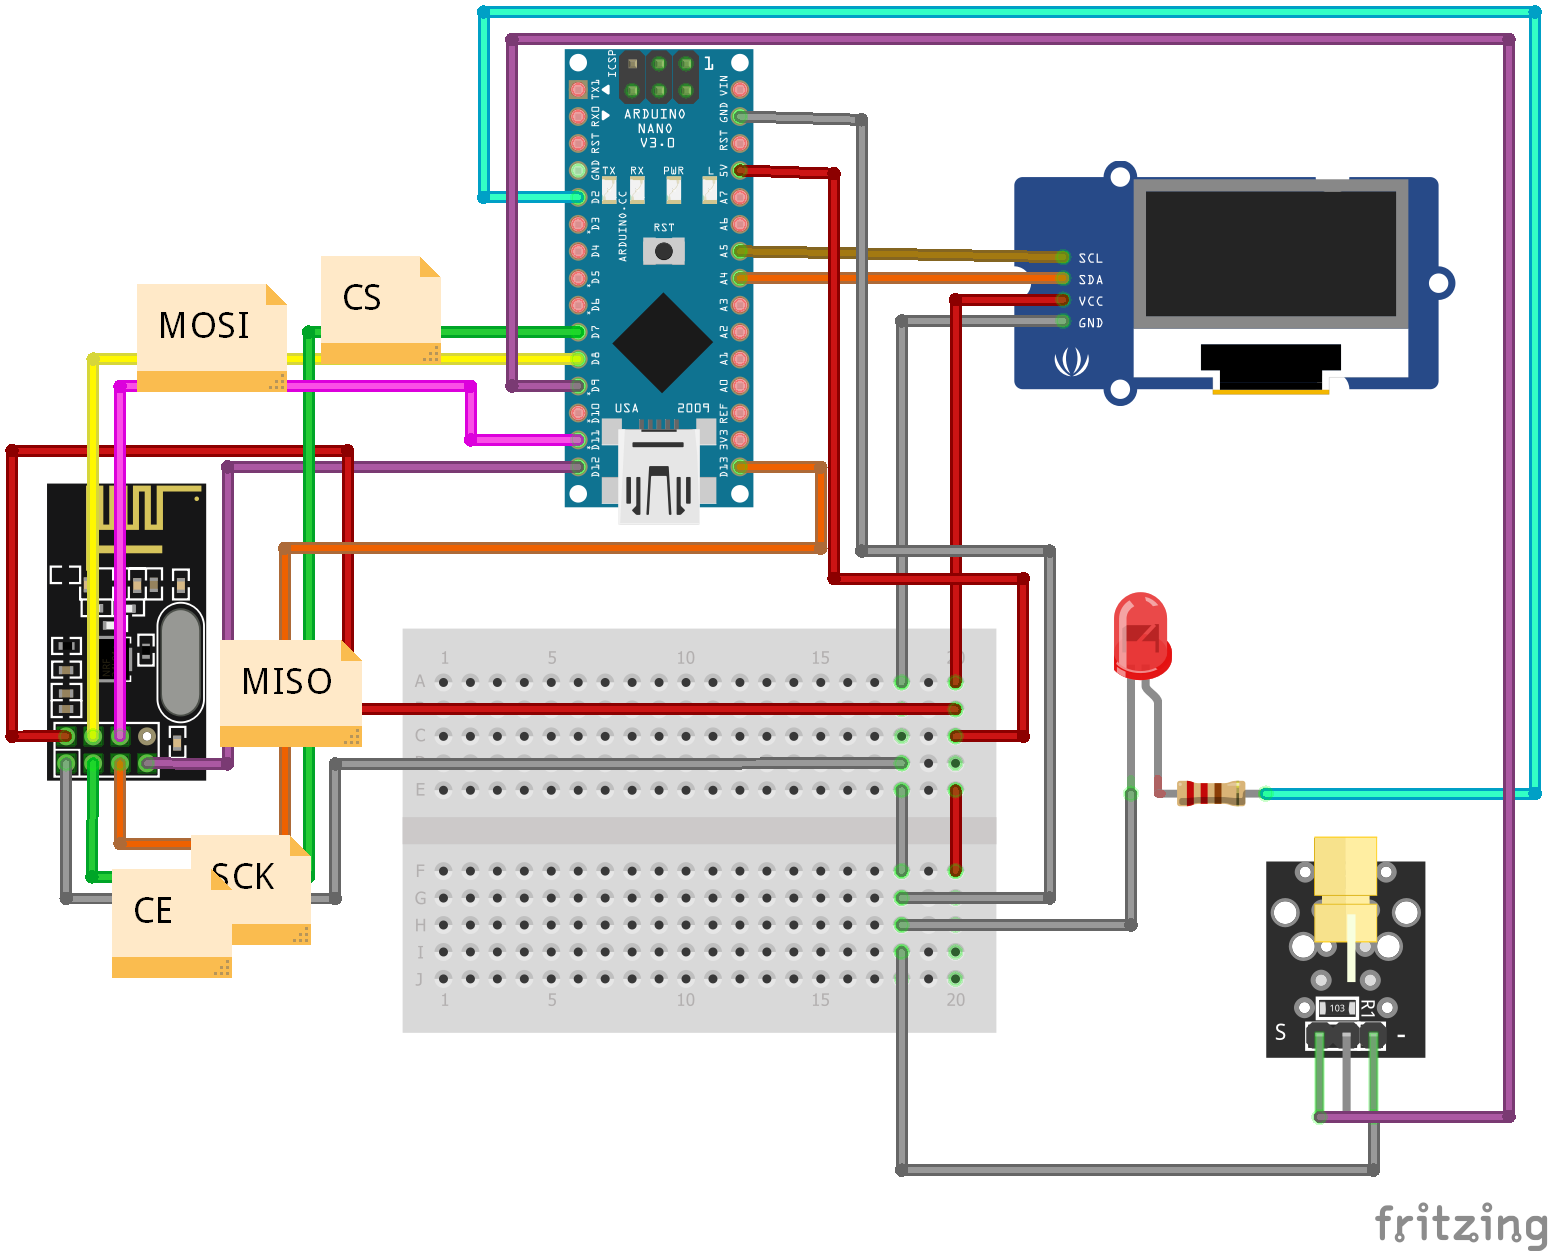 ICSP
1
TX1
RX0
RST
GND
D2
D3
D4
D5
D6
D7
D8
D9
D10
D11
D12
VIN
GND
RST
5V
A7
A6
A5
A4
A3
A2
A1
A0
REF
3V3
D13
ARDUINO
NANO
V3.0
TX RX PWR L
ARDUINO.CC
RST
USA 2009
SCL
SDA
VCC
GND
CS
MOSI
MISO
SCK
CE
NRF
1 5 10 15 20
A
C
E
F
G
H
I
J
1 5 10 15 20
103
R1
S -
fritzing